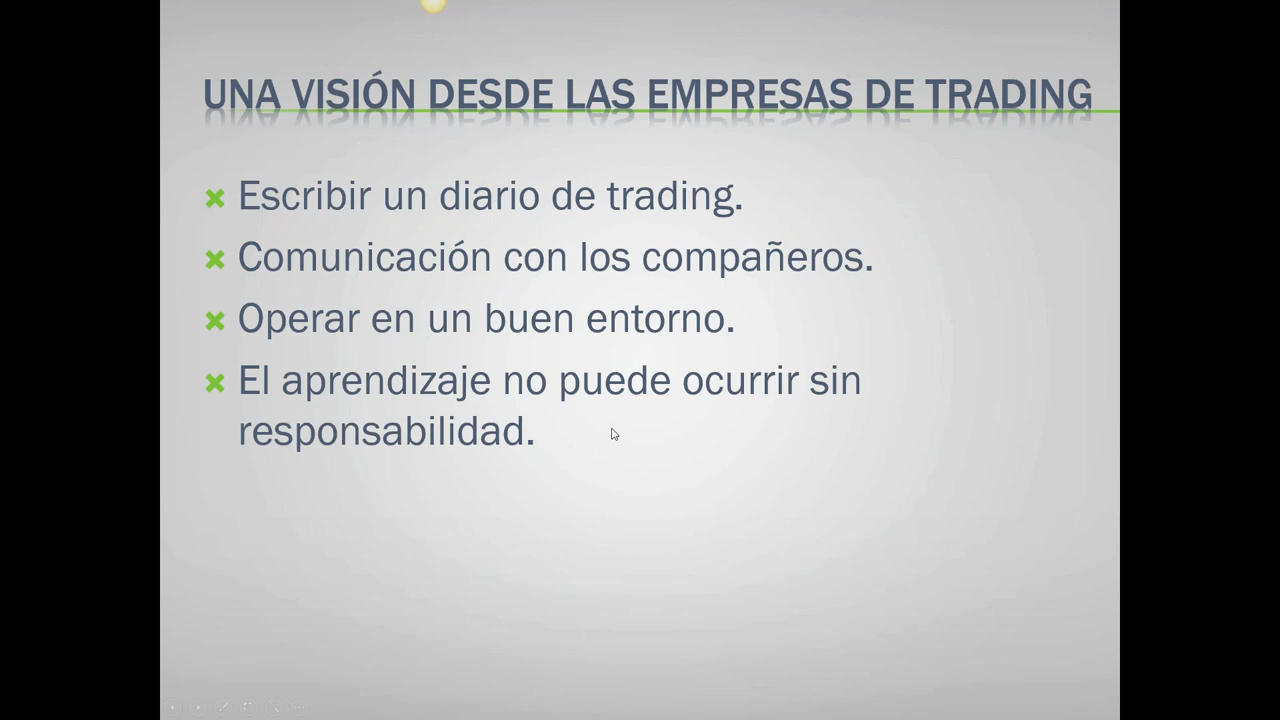 UNA VISIÓN DESDE LAS EMPRESAS DE TRADING
Escribir un diario de trading.
Comunicación con los compañeros.
Operar en un buen entorno.
El aprendizaje no puede ocurrir sin
responsabilidad.